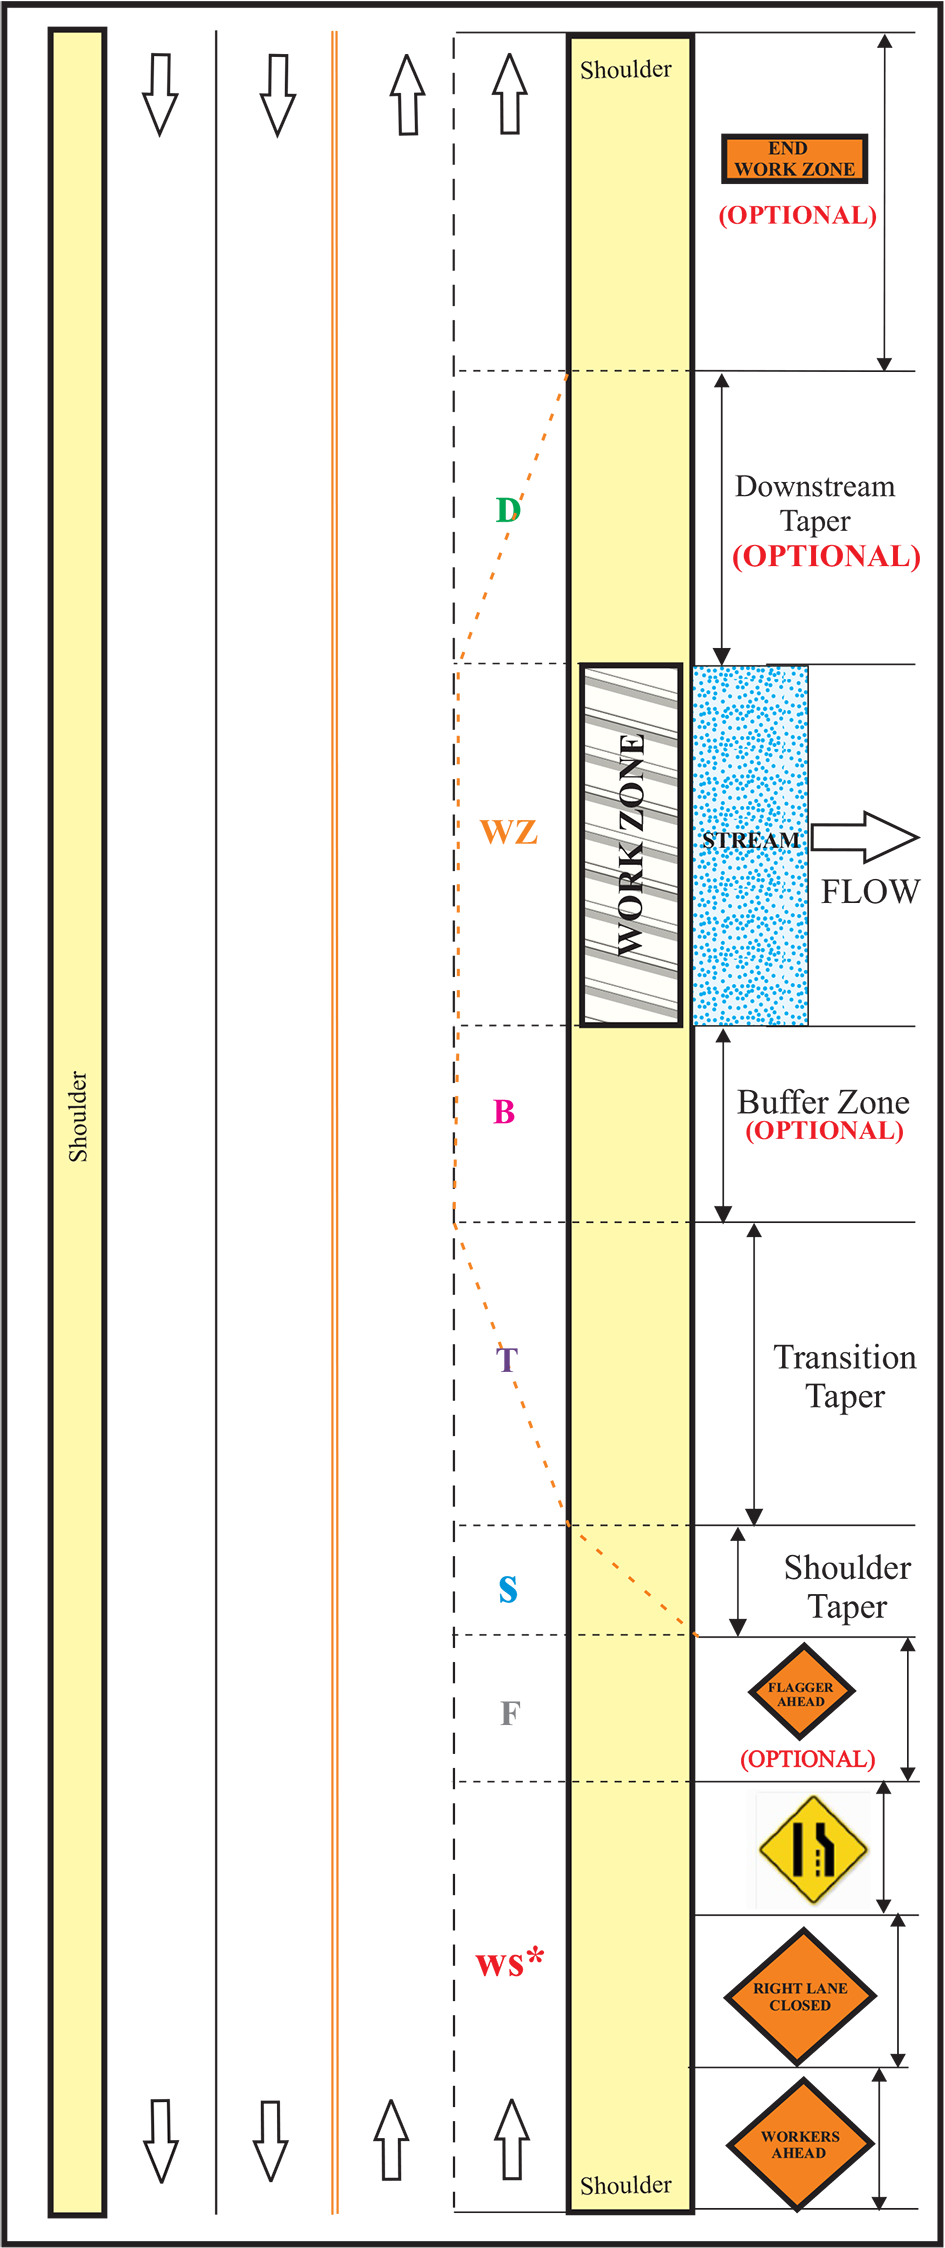 Shoulder
END
WORK ZONE
(OPTIONAL)
D
Downstream
Taper
(OPTIONAL)
WZ
WORK ZONE
STREAM
FLOW
Shoulder
B
Buffer Zone
(OPTIONAL)
T
Transition
Taper
S
Shoulder
Taper
F
FLAGGER
AHEAD
(OPTIONAL)
ws*
RIGHT LANE
CLOSED
WORKERS
AHEAD
Shoulder